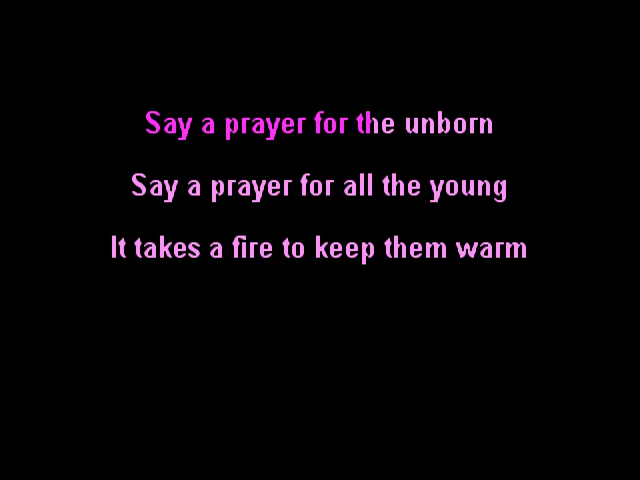 Say a prayer for the unborn
Say a prayer for all the young
It takes a fire to keep them warm